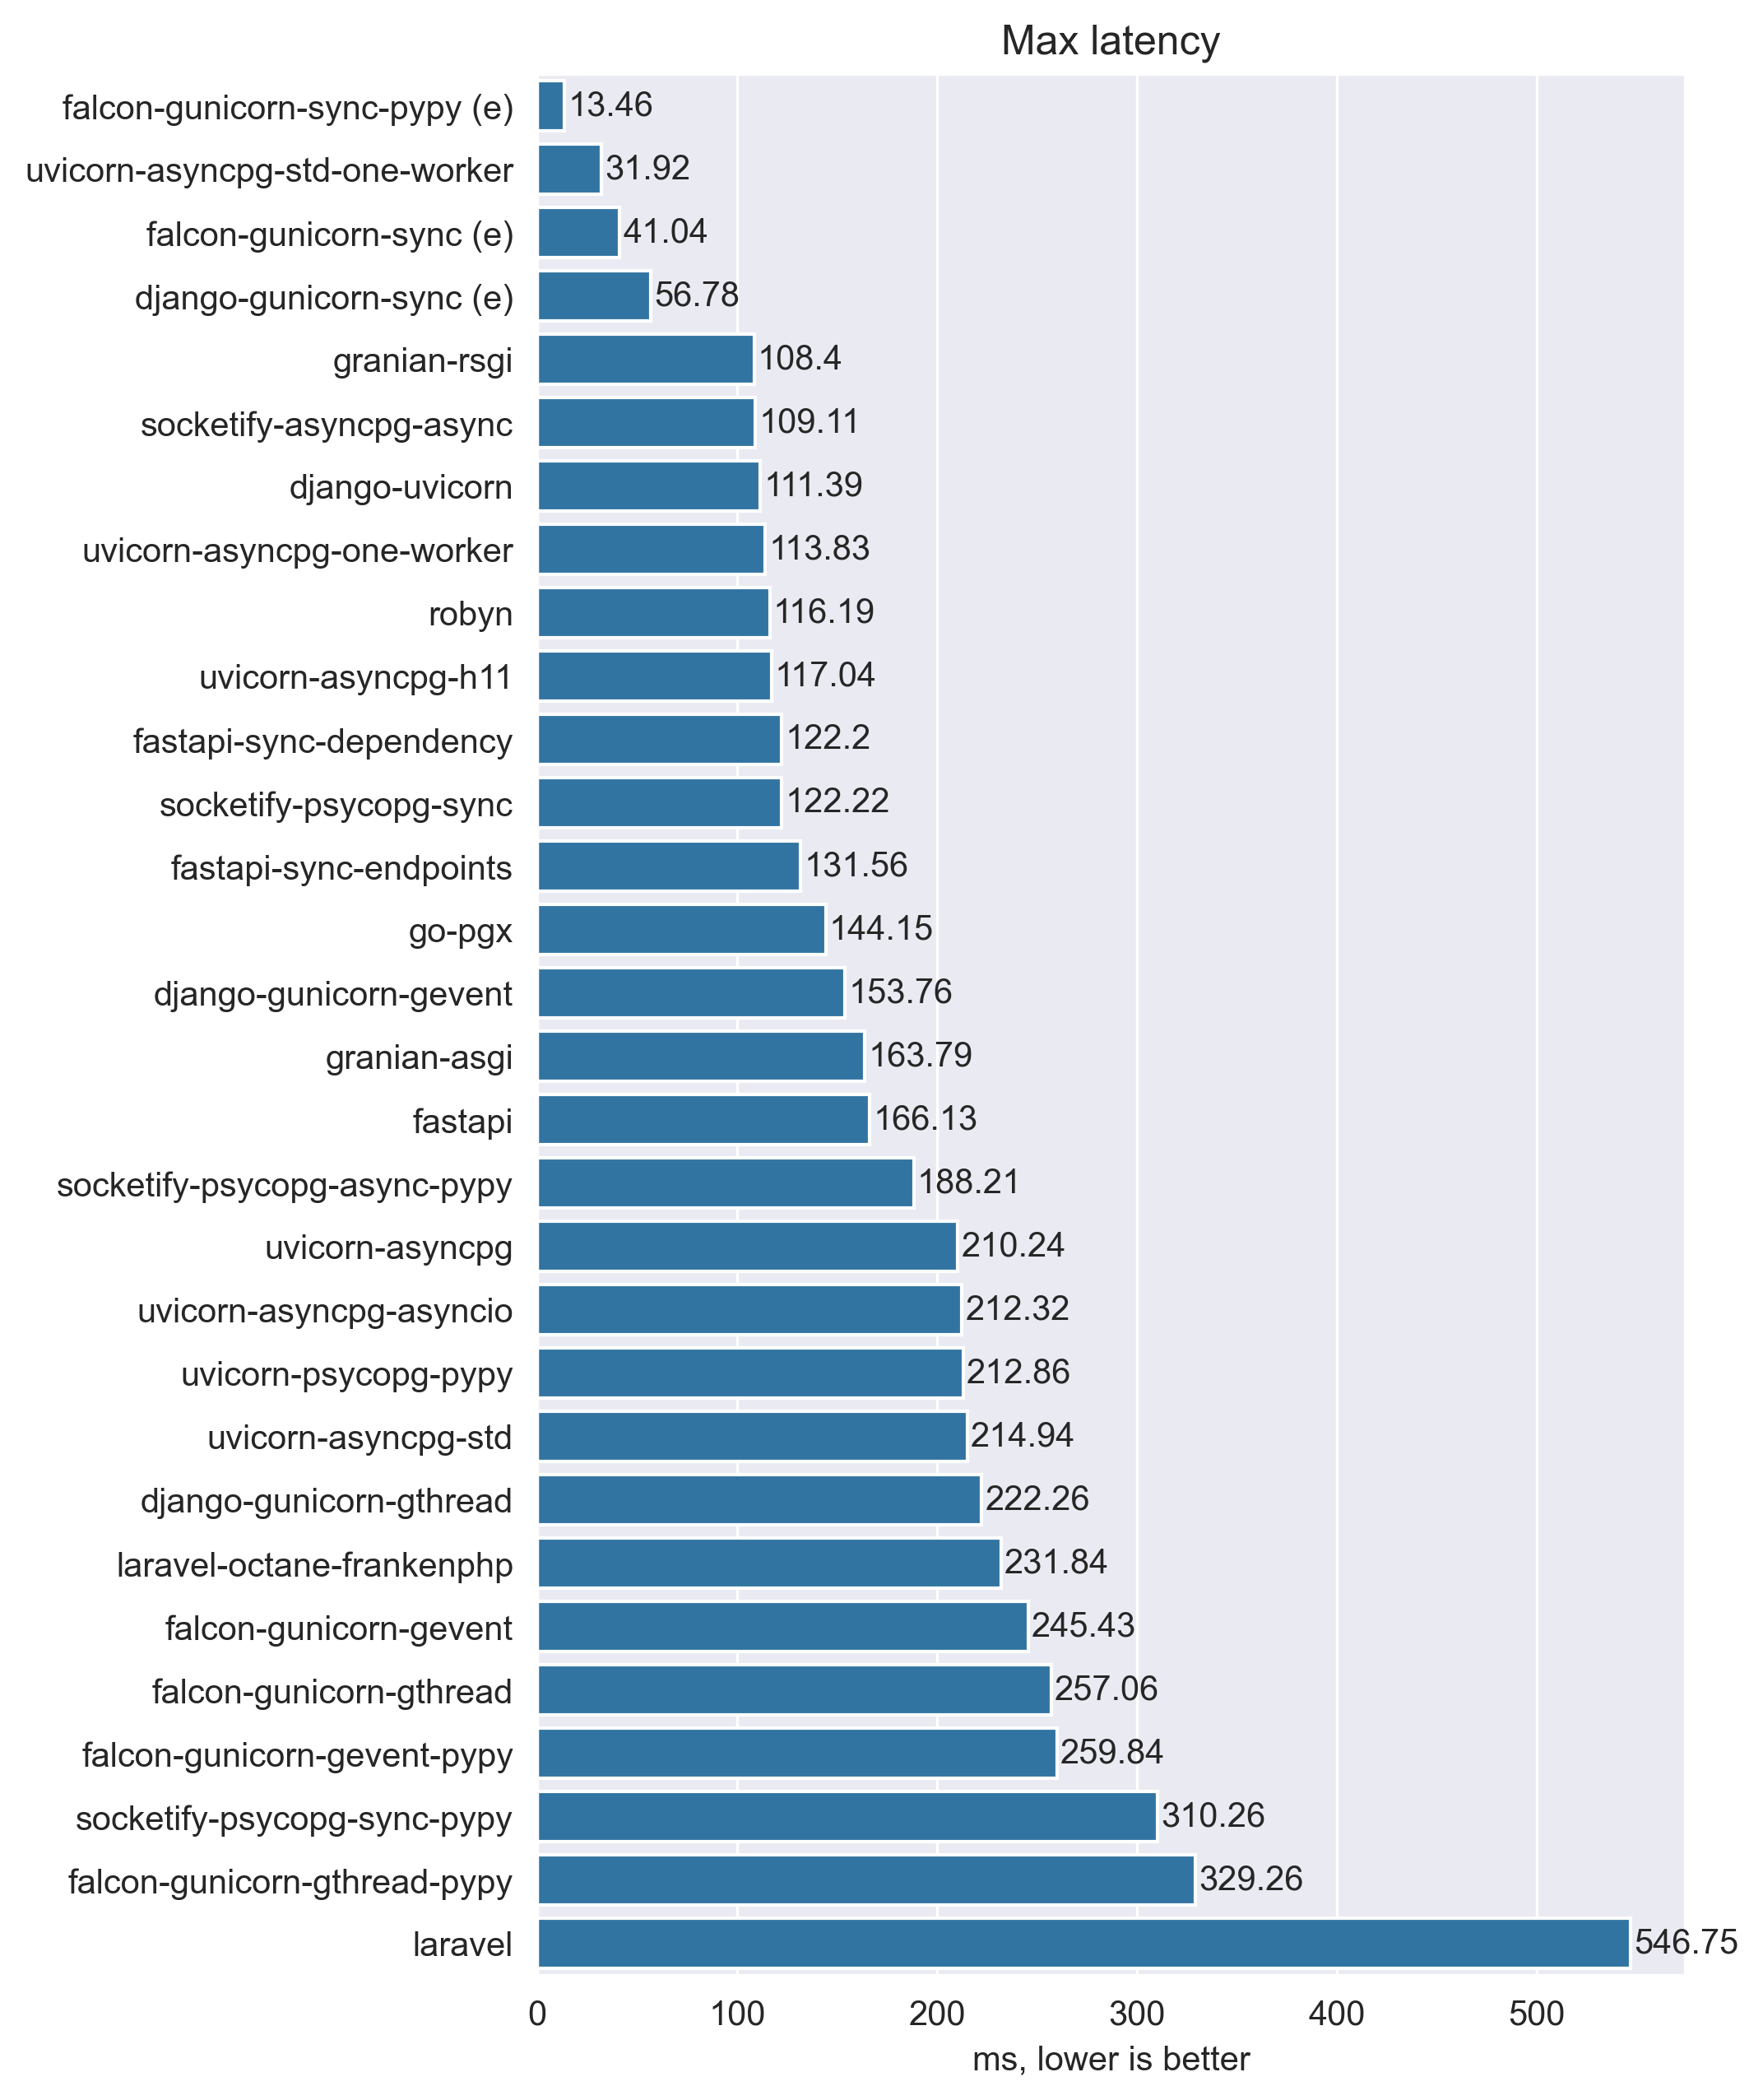 Max latency
falcon-gunicorn-sync-pypy (e) 13.46
uvicorn-asyncpg-std-one-worker 31.92
falcon-gunicorn-sync (e) 41.04
django-gunicorn-sync (e) 56.78
granian-rsgi 108.4
socketify-asyncpg-async 109.11
django-uvicorn 111.39
uvicorn-asyncpg-one-worker 113.83
robyn 116.19
uvicorn-asyncpg-h11 117.04
fastapi-sync-dependency 122.2
socketify-psycopg-sync 122.22
fastapi-sync-endpoints 131.56
go-pgx 144.15
django-gunicorn-gevent 153.76
granian-asgi 163.79
fastapi 166.13
socketify-psycopg-async-pypy 188.21
uvicorn-asyncpg 210.24
uvicorn-asyncpg-asyncio 212.32
uvicorn-psycopg-pypy 212.86
uvicorn-asyncpg-std 214.94
django-gunicorn-gthread 222.26
laravel-octane-frankenphp 231.84
falcon-gunicorn-gevent 245.43
falcon-gunicorn-gthread 257.06
falcon-gunicorn-gevent-pypy 259.84
socketify-psycopg-sync-pypy 310.26
falcon-gunicorn-gthread-pypy 329.26
laravel 546.75
0 100 200 300 400 500
ms, lower is better